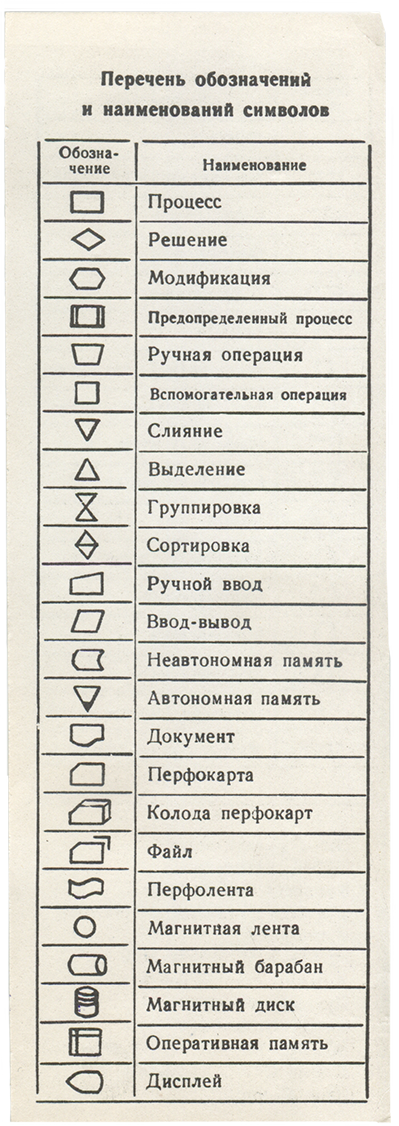 Перечень обозначений
и наименований символов
Обозна-
чение
Наименование
Процесс
Решение
Модификация
Предопределенный процесс
Ручная операция
Вспомогательная операция
Слияние
Выделение
Группировка
Сортировка
Ручной ввод
Ввод-вывод
Неавтономная память
Автономная память
Документ
Перфокарта
Колода перфокарт
Файл
Перфолента
Магнитная лента
Магнитный барабан
Магнитный диск
Оперативная память
Дисплей